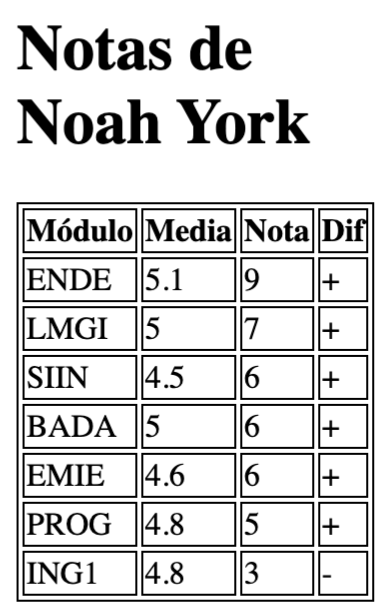 Notas de
Noah York
Módulo Media Nota Dif
ENDE 5.1 9 +
LMGI 5 7 +
SIIN 4.5 6 +
BADA 5 6 +
EMIE 4.6 6 +
PROG 4.8 5 +
ING1 4.8 3 -